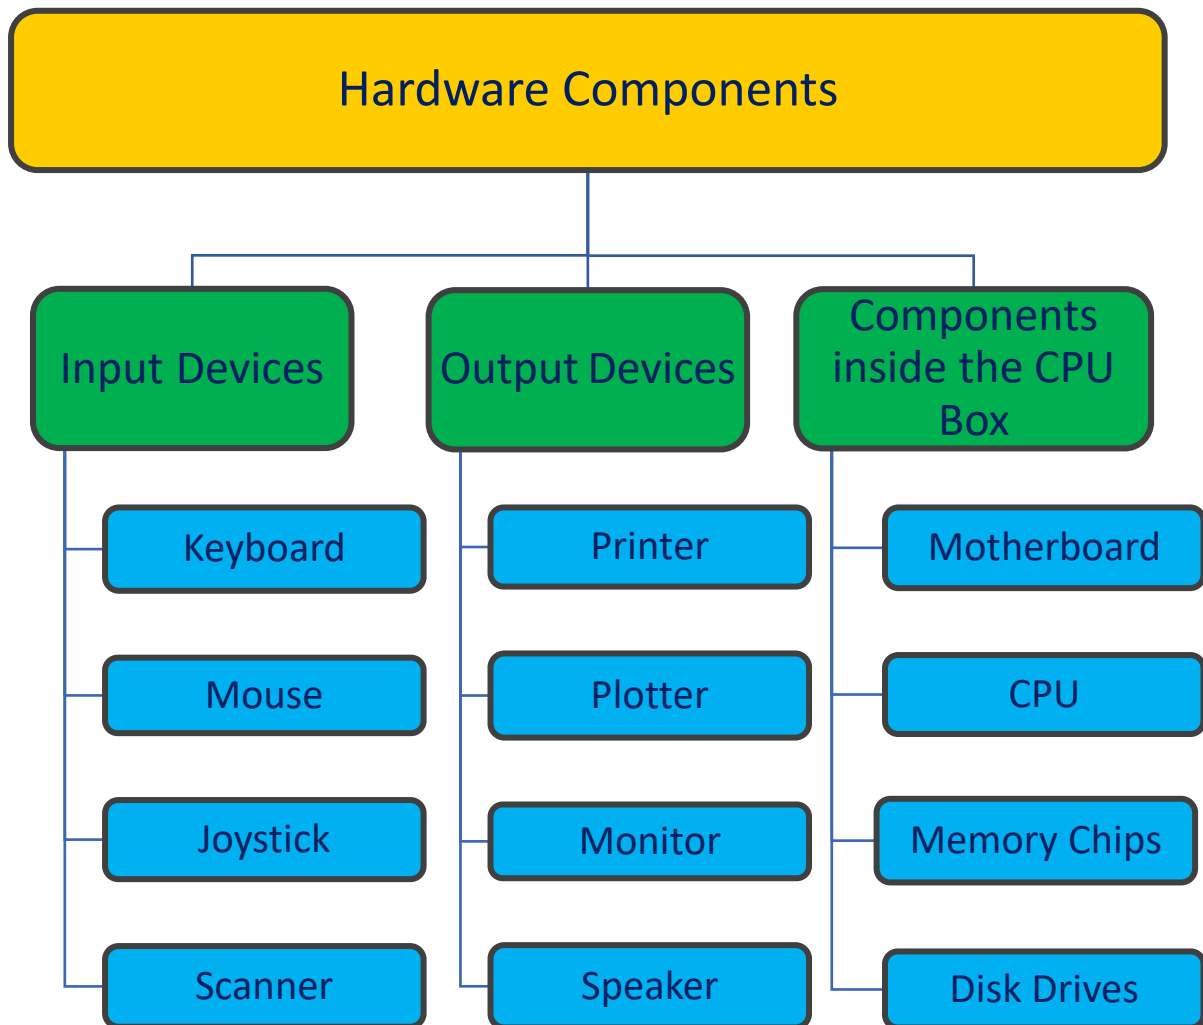 Hardware Components
Input Devices
Keyboard
Mouse
Joystick
Scanner
Output Devices
Printer
Plotter
Monitor
Speaker
Components
inside the CPU
Box
Motherboard
CPU
Memory Chips
Disk Drives